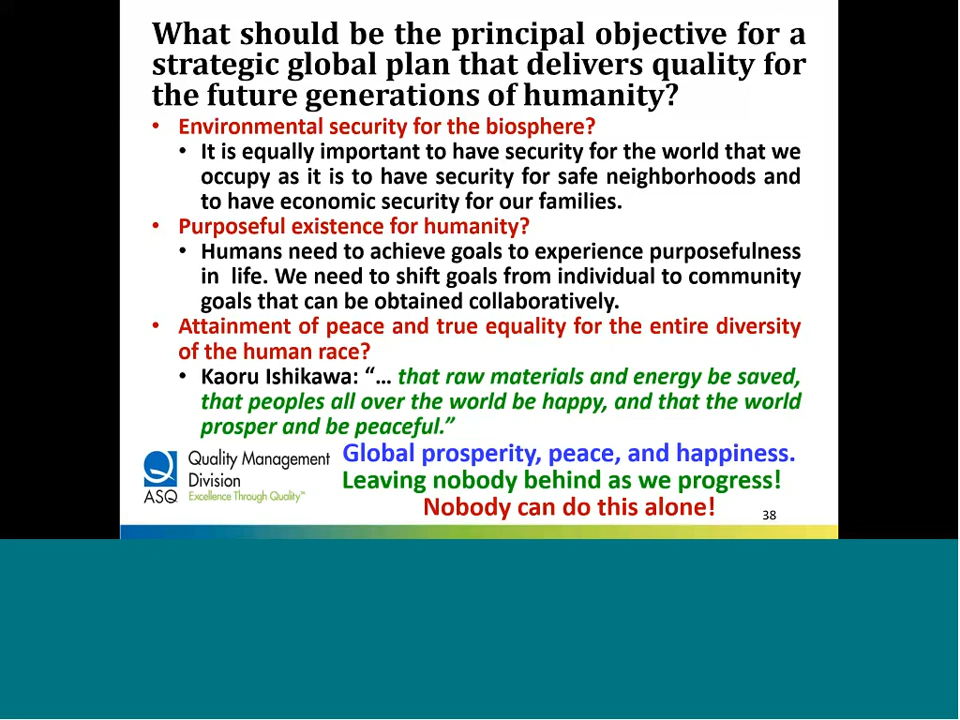 What should be the principal objective for a
strategic global plan that delivers quality for
the future generations of humanity?
• Environmental security for the biosphere?
• It is equally important to have security for the world that we
occupy as it is to have security for safe neighborhoods and
to have economic security for our families.
• Purposeful existence for humanity?
• Humans need to achieve goals to experience purposefulness
in life. We need to shift goals from individual to community
goals that can be obtained collaboratively.
• Attainment of peace and true equality for the entire diversity
of the human race?
• Kaoru Ishikawa: “… that raw materials and energy be saved,
that peoples all over the world be happy, and that the world
prosper and be peaceful.”
Global prosperity, peace, and happiness.
Leaving nobody behind as we progress!
Nobody can do this alone!
Quality Management
Division
Excellence Through Quality™
ASQ
38